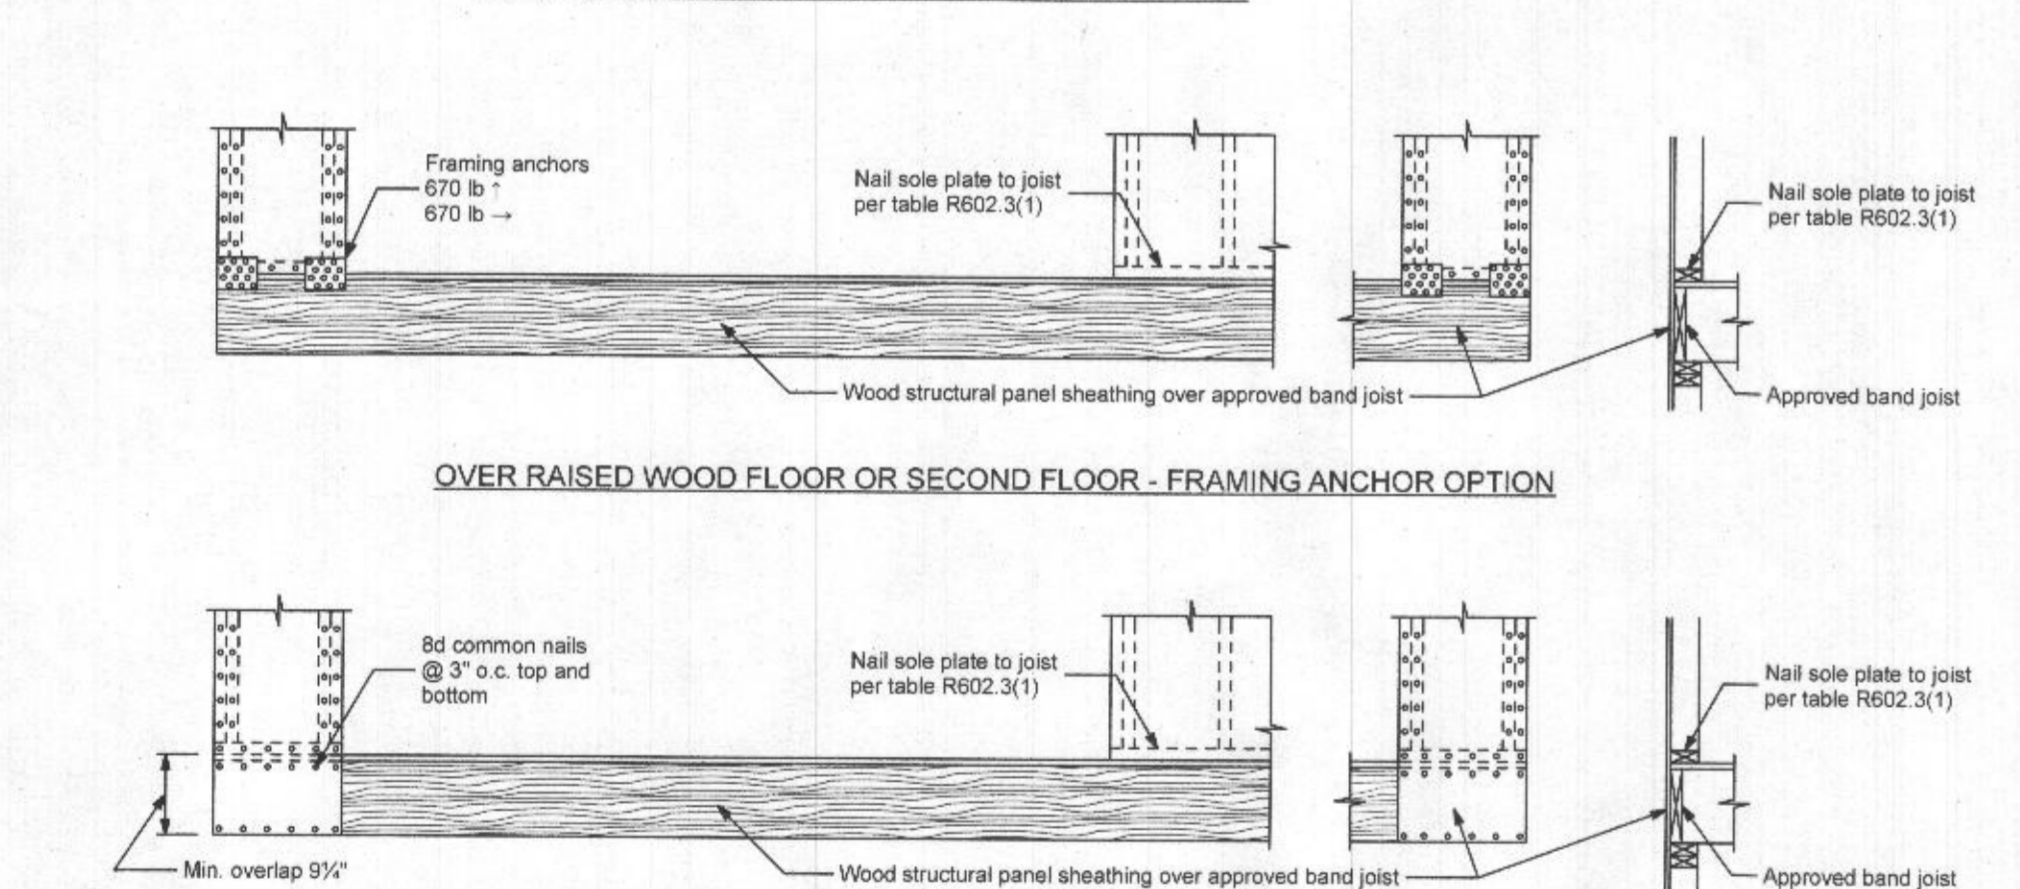 Framing anchors
670 lb ↑
670 lb →
Nail sole plate to joist
per table R602.3(1)
Nail sole plate to joist
per table R602.3(1)
Wood structural panel sheathing over approved band joist
Approved band joist
OVER RAISED WOOD FLOOR OR SECOND FLOOR - FRAMING ANCHOR OPTION
8d common nails
@ 3" o.c. top and
bottom
Nail sole plate to joist
per table R602.3(1)
Nail sole plate to joist
per table R602.3(1)
Min. overlap 9¼"
Wood structural panel sheathing over approved band joist
Approved band joist